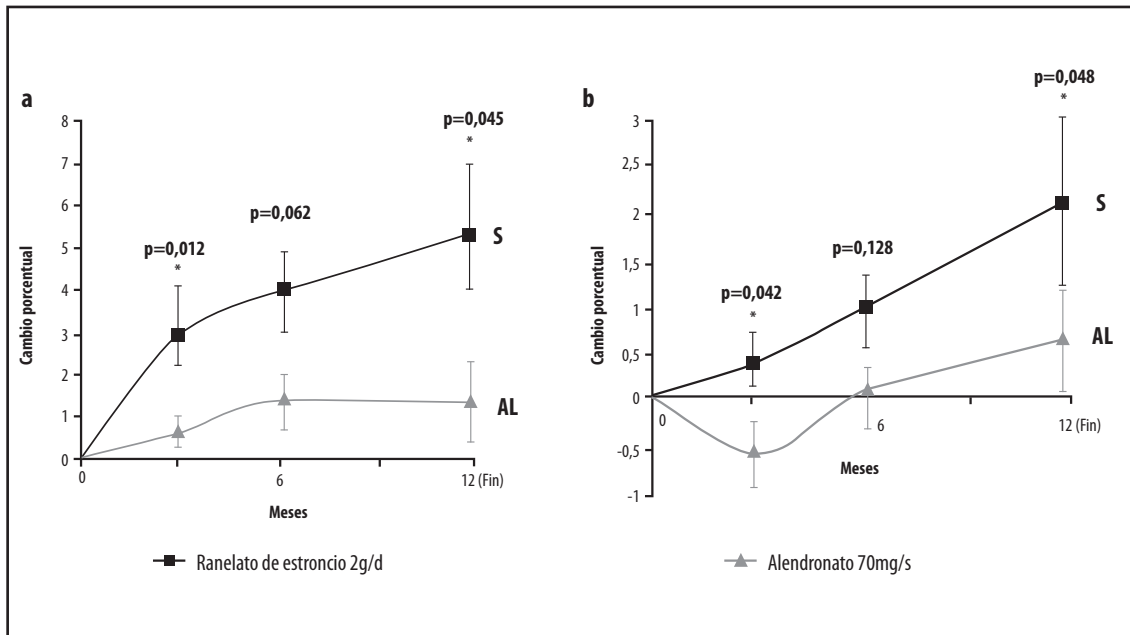 a
p=0,045
*
8
7
6
5
4
3
2
1
0
Cambio porcentual
p=0,062
p=0,012
*
S
AL
0
6
12 (Fin)
Meses
b
p=0,048
*
3
2,5
2
1,5
1
0,5
0
-0,5
-1
Cambio porcentual
p=0,128
p=0,042
*
S
AL
0
6
12 (Fin)
Meses
Ranelato de estroncio 2g/d
Alendronato 70mg/s